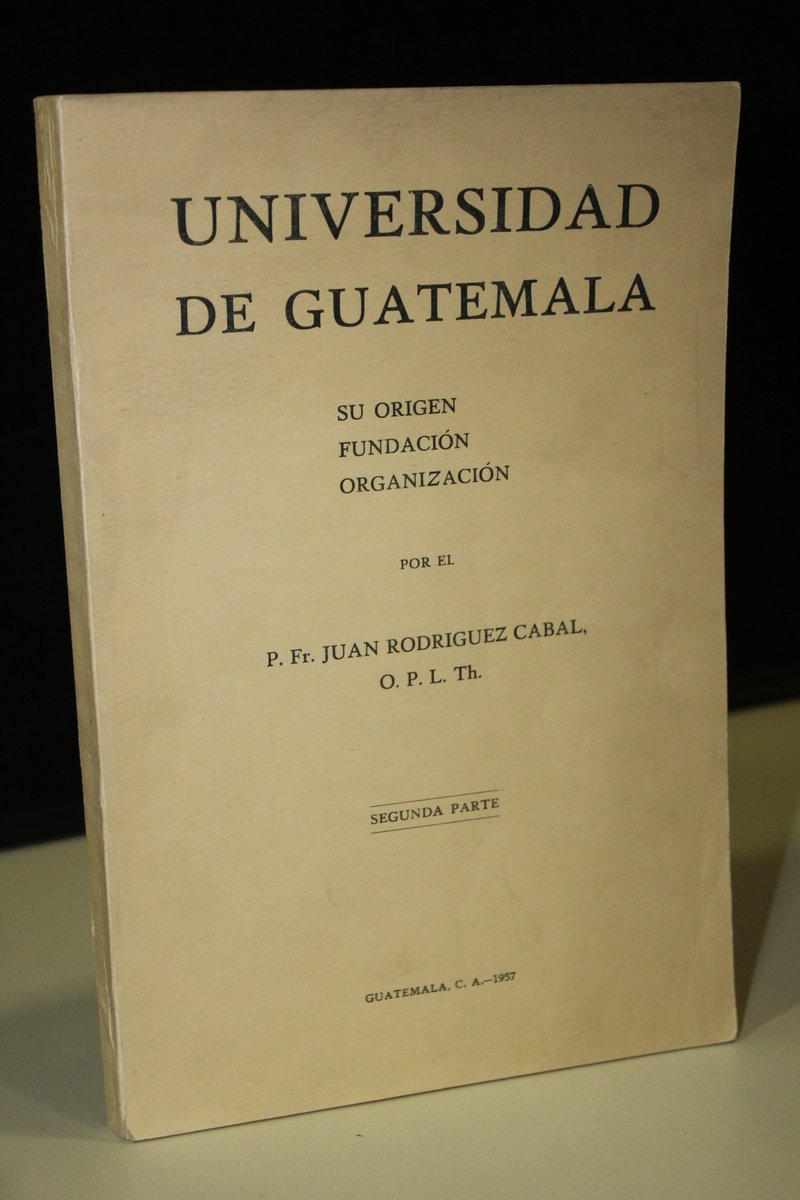 UNIVERSIDAD
DE GUATEMALA
SU ORIGEN
FUNDACIÓN
ORGANIZACIÓN
POR EL
P. Fr. JUAN RODRIGUEZ CABAL,
O. P. L. Th.
SEGUNDA PARTE
GUATEMALA, C. A.—1957